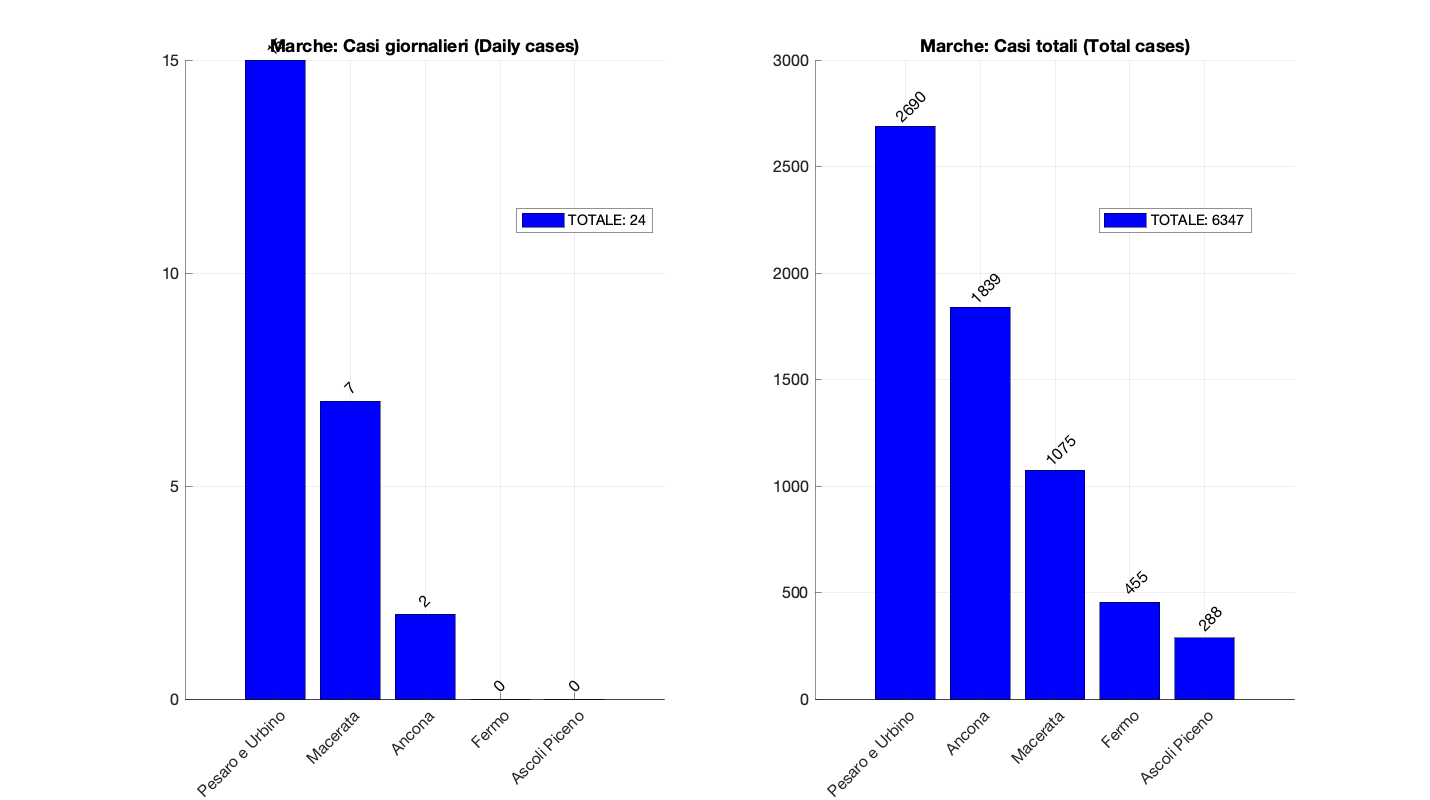 Marche: Casi giornalieri (Daily cases)
15
10
5
0
7
2
0
0
TOTALE: 24
Pesaro e Urbino
Macerata
Ancona
Fermo
Ascoli Piceno
Marche: Casi totali (Total cases)
3000
2500
2000
1500
1000
500
0
2690
1839
1075
455
288
TOTALE: 6347
Pesaro e Urbino
Ancona
Macerata
Fermo
Ascoli Piceno